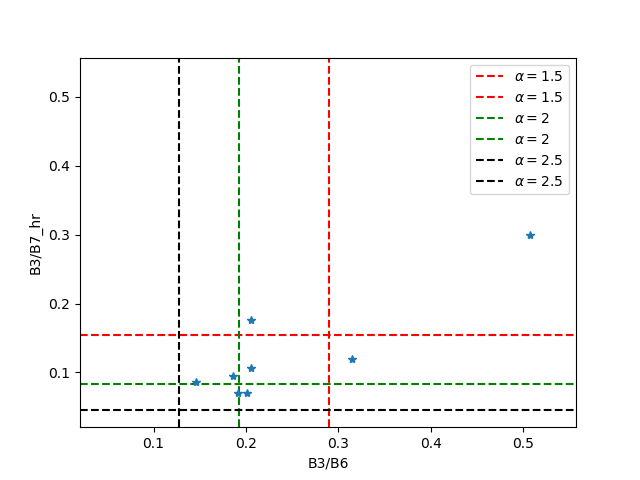 α = 1.5
α = 1.5
α = 2
α = 2
α = 2.5
α = 2.5
0.5
0.4
0.3
0.2
0.1
B3/B7_hr
0.1 0.2 0.3 0.4 0.5
B3/B6